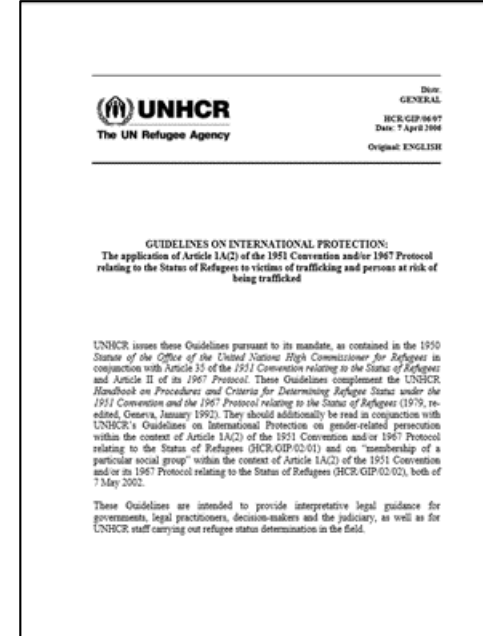 UNHCR
The UN Refugee Agency
Distr.
GENERAL
HCR/GIP/06/07
Date: 7 April 2006
Original: ENGLISH
GUIDELINES ON INTERNATIONAL PROTECTION:
The application of Article 1A(2) of the 1951 Convention and/or 1967 Protocol
relating to the Status of Refugees to victims of trafficking and persons at risk of
being trafficked
UNHCR issues these Guidelines pursuant to its mandate, as contained in the 1950
Statute of the Office of the United Nations High Commissioner for Refugees in
conjunction with Article 35 of the 1951 Convention relating to the Status of Refugees
and Article II of its 1967 Protocol. These Guidelines complement the UNHCR
Handbook on Procedures and Criteria for Determining Refugee Status under the
1951 Convention and the 1967 Protocol relating to the Status of Refugees (1979, re-
edited, Geneva, January 1992). They should additionally be read in conjunction with
UNHCR's Guidelines on International Protection on gender-related persecution
within the context of Article 1A(2) of the 1951 Convention and/or 1967 Protocol
relating to the Status of Refugees (HCR/GIP/02/01) and on "membership of a
particular social group" within the context of Article 1A(2) of the 1951 Convention
and/or its 1967 Protocol relating to the Status of Refugees (HCR/GIP/02/02), both of
7 May 2002.
These Guidelines are intended to provide interpretative legal guidance for
governments, legal practitioners, decision-makers and the judiciary, as well as for
UNHCR staff carrying out refugee status determination in the field.